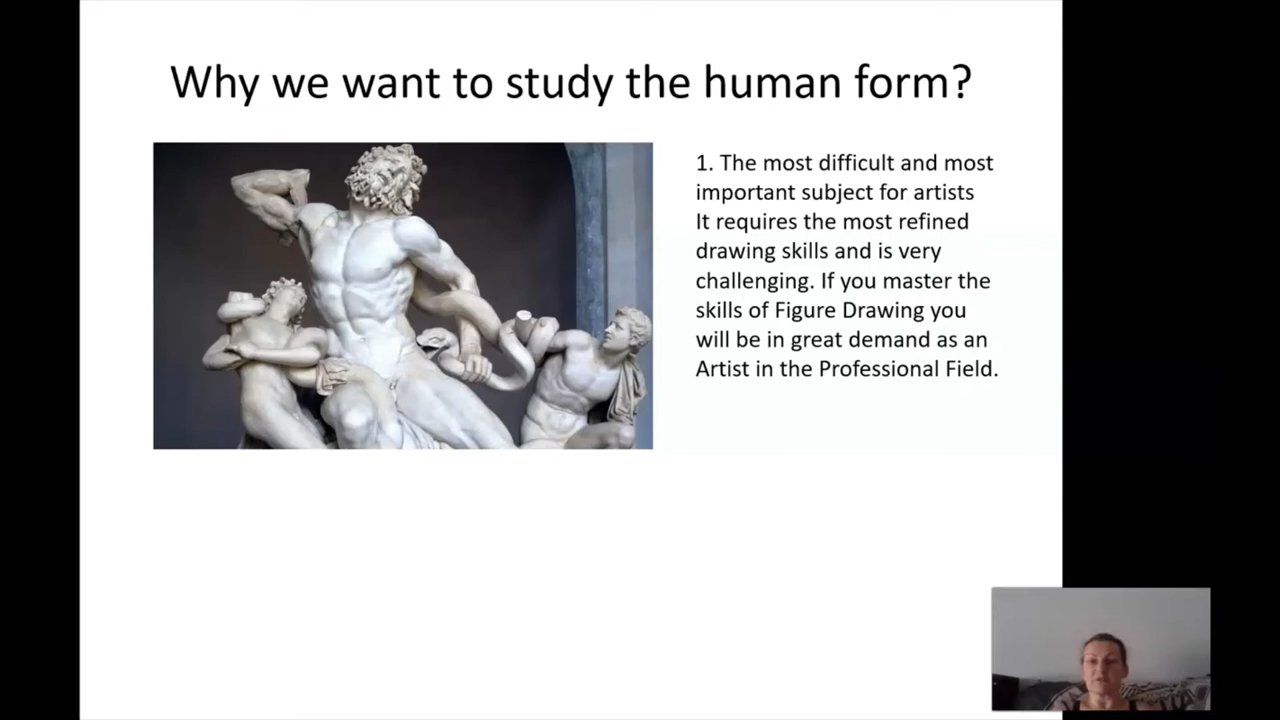 Why we want to study the human form?
1. The most difficult and most
important subject for artists
It requires the most refined
drawing skills and is very
challenging. If you master the
skills of Figure Drawing you
will be in great demand as an
Artist in the Professional Field.